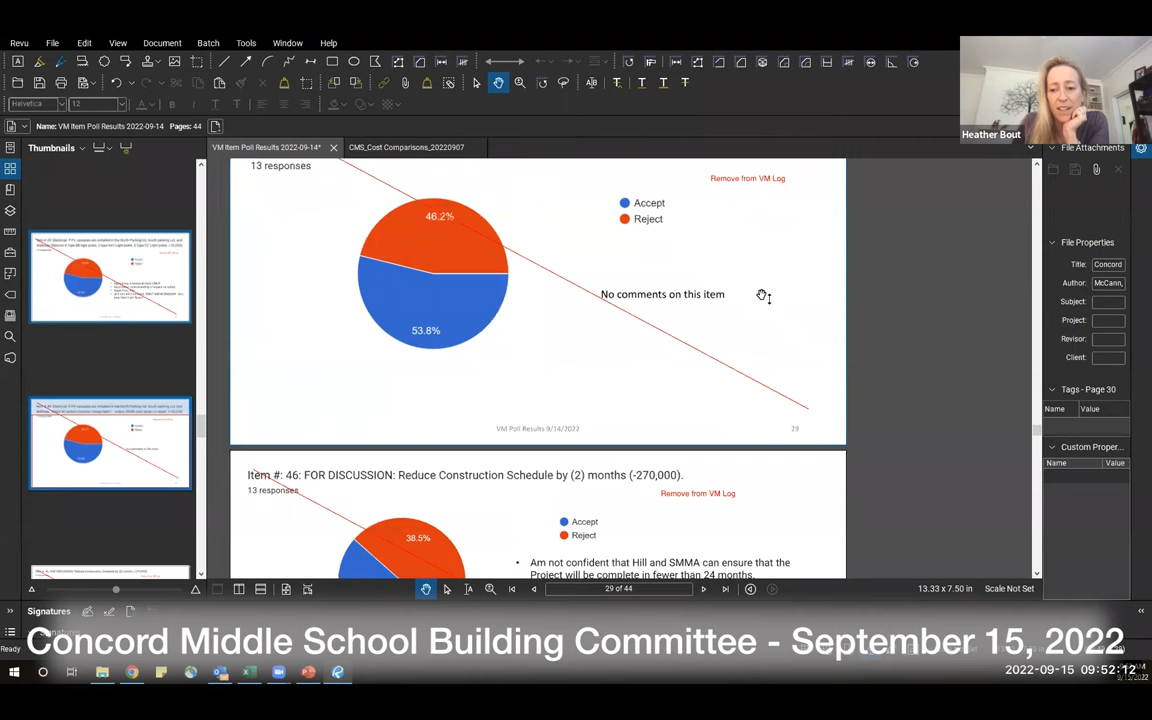 Revu File Edit View Document Batch Tools Window Help
Helvetica 12
Name: VM Item Poll Results 2022-09-14 Pages: 44
Heather Bout
Thumbnails
VM Item Poll Results 2022-09-14* CMS_Cost Comparisons_20220907
File Attachments
13 responses
Remove from VM Log
Accept
Reject
46.2%
53.8%
No comments on this item
VM Poll Results 9/14/2022 29
Item #: 46: FOR DISCUSSION: Reduce Construction Schedule by (2) months (-270,000).
13 responses
Remove from VM Log
Accept
Reject
38.5%
• Am not confident that Hill and SMMA can ensure that the
Project will be complete in fewer than 24 months.
File Properties
Title: Concord
Author: McCann,
Subject:
Project:
Revisor:
Client:
Tags - Page 30
Name Value
Custom Proper...
Name Value
29 of 44
13.33 x 7.50 in Scale Not Set
Signatures
Ready
Concord Middle School Building Committee - September 15, 2022
2022-09-15 09:52:12
9/15/2022